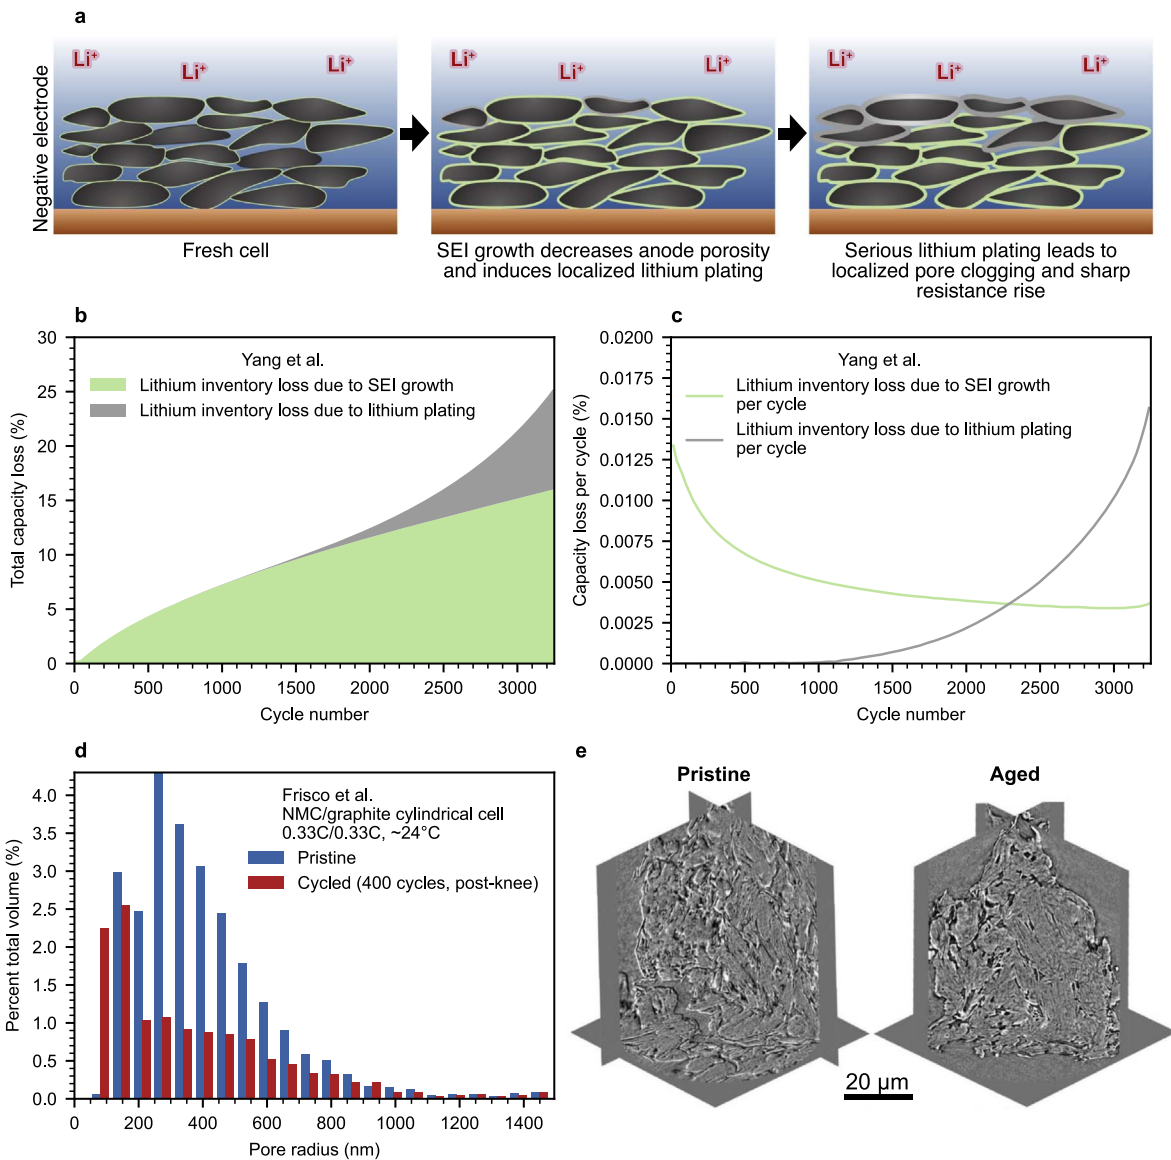 a
Li⁺ Li⁺ Li⁺
Li⁺ Li⁺ Li⁺
Li⁺ Li⁺ Li⁺
Negative electrode
Fresh cell
SEI growth decreases anode porosity
and induces localized lithium plating
Serious lithium plating leads to
localized pore clogging and sharp
resistance rise
b
Yang et al.
Lithium inventory loss due to SEI growth
Lithium inventory loss due to lithium plating
Total capacity loss (%)
30
25
20
15
10
5
0
0 500 1000 1500 2000 2500 3000
Cycle number
c
Yang et al.
Lithium inventory loss due to SEI growth
per cycle
Lithium inventory loss due to lithium plating
per cycle
Capacity loss per cycle (%)
0.0200
0.0175
0.0150
0.0125
0.0100
0.0075
0.0050
0.0025
0.0000
0 500 1000 1500 2000 2500 3000
Cycle number
d
Frisco et al.
NMC/graphite cylindrical cell
0.33C/0.33C, ~24°C
Pristine
Cycled (400 cycles, post-knee)
Percent total volume (%)
4.0
3.5
3.0
2.5
2.0
1.5
1.0
0.5
0.0
0 200 400 600 800 1000 1200 1400
Pore radius (nm)
e
Pristine
Aged
20 µm